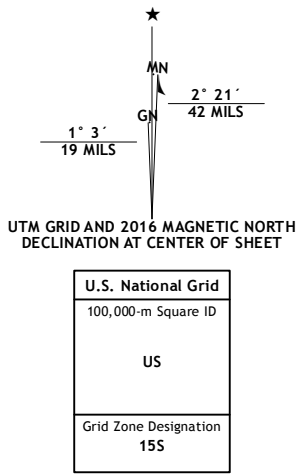 ★
MN
GN
2° 21´
42 MILS
1° 3´
19 MILS
UTM GRID AND 2016 MAGNETIC NORTH
DECLINATION AT CENTER OF SHEET
U.S. National Grid
100,000-m Square ID
US
Grid Zone Designation
15S